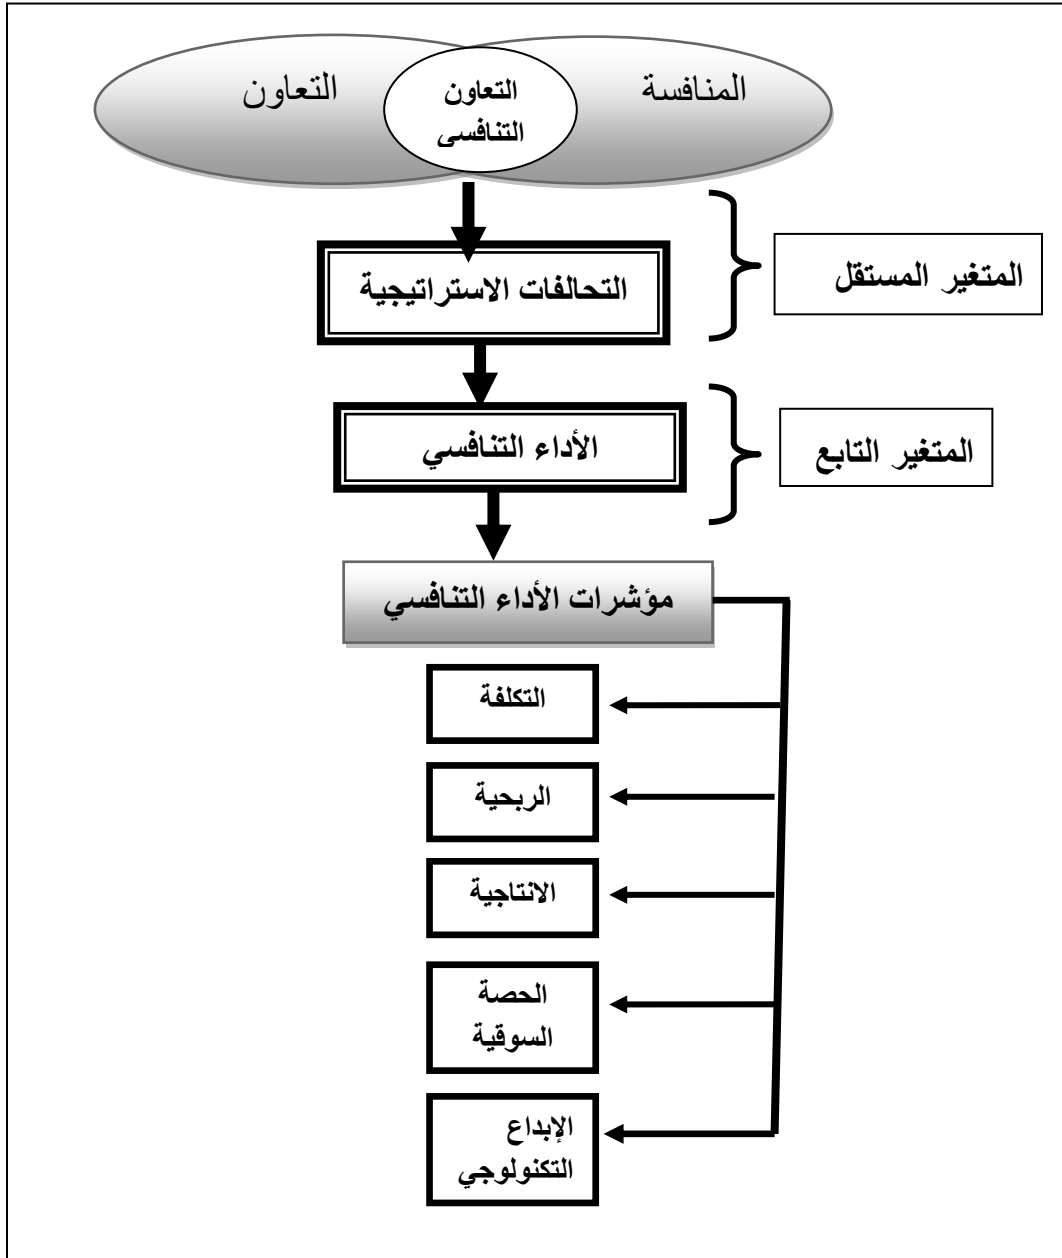 المنافسة
التعاون
التنافسي
التعاون
التحالفات الاستراتيجية
المتغير المستقل
الأداء التنافسي
المتغير التابع
مؤشرات الأداء التنافسي
التكلفة
الربحية
الانتاجية
الحصة
السوقية
الإبداع
التكنولوجي